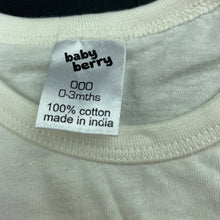 baby
berry
000
0-3mths
100% cotton
made in india